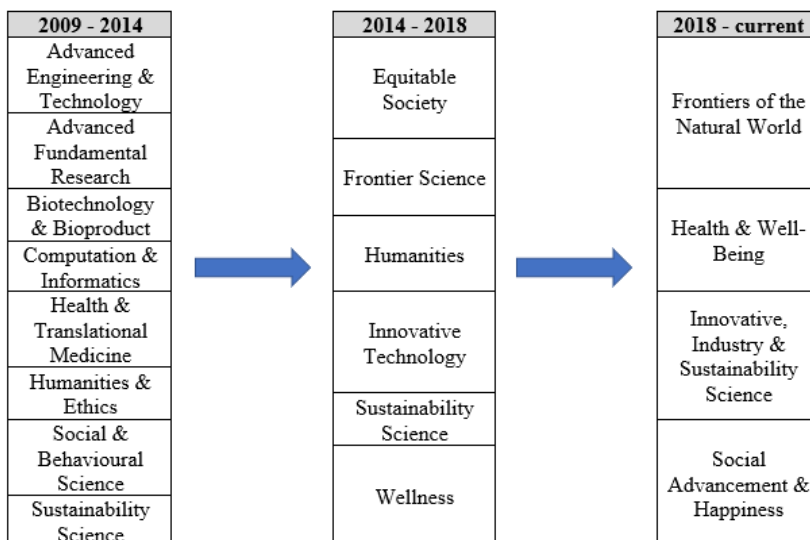 2009 - 2014
Advanced
Engineering &
Technology
Advanced
Fundamental
Research
Biotechnology
& Bioproduct
Computation &
Informatics
Health &
Translational
Medicine
Humanities &
Ethics
Social &
Behavioural
Science
Sustainability
Science
2014 - 2018
Equitable
Society
Frontier Science
Humanities
Innovative
Technology
Sustainability
Science
Wellness
2018 - current
Frontiers of the
Natural World
Health & Well-
Being
Innovative,
Industry &
Sustainability
Science
Social
Advancement &
Happiness